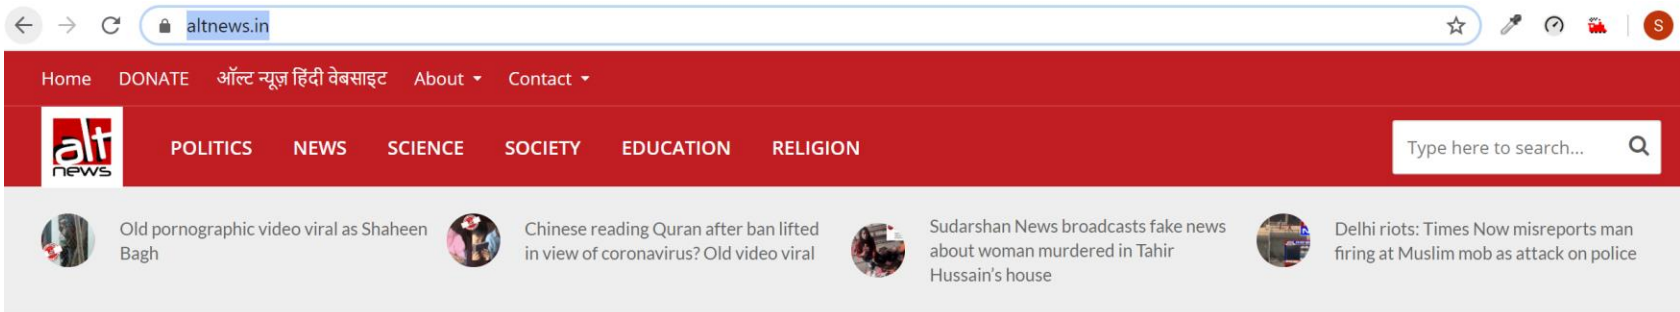 altnews.in
S
Home DONATE ऑल्ट न्यूज़ हिंदी वेबसाइट About Contact
alt
news
POLITICS NEWS SCIENCE SOCIETY EDUCATION RELIGION
Type here to search...
Old pornographic video viral as Shaheen
Bagh
Chinese reading Quran after ban lifted
in view of coronavirus? Old video viral
Sudarshan News broadcasts fake news
about woman murdered in Tahir
Hussain's house
Delhi riots: Times Now misreports man
firing at Muslim mob as attack on police